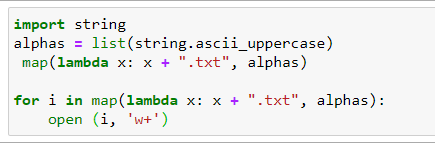 import string
alphas = list(string.ascii_uppercase)
 map(lambda x: x + ".txt", alphas)

for i in map(lambda x: x + ".txt", alphas):
    open (i, 'w+')